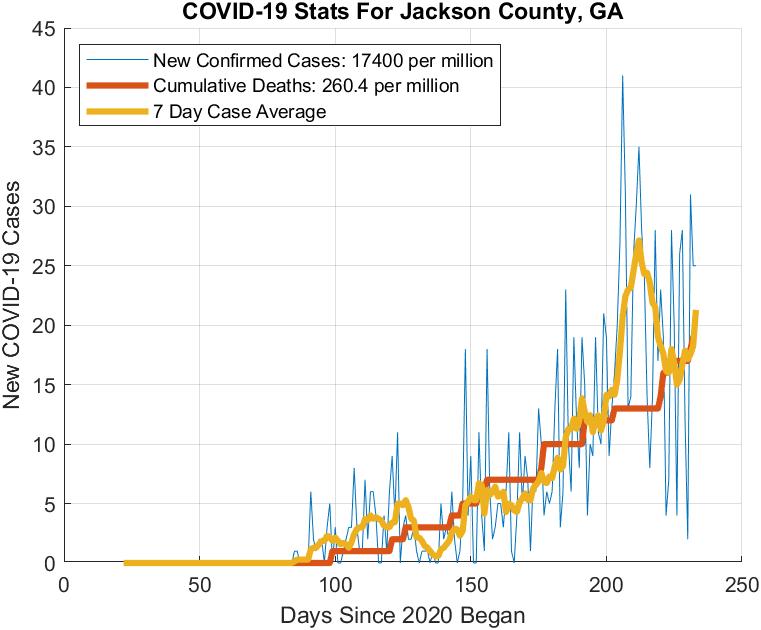 COVID-19 Stats For Jackson County, GA
45
40
35
30
25
20
15
10
5
0
New COVID-19 Cases
New Confirmed Cases: 17400 per million
Cumulative Deaths: 260.4 per million
7 Day Case Average
0 50 100 150 200 250
Days Since 2020 Began